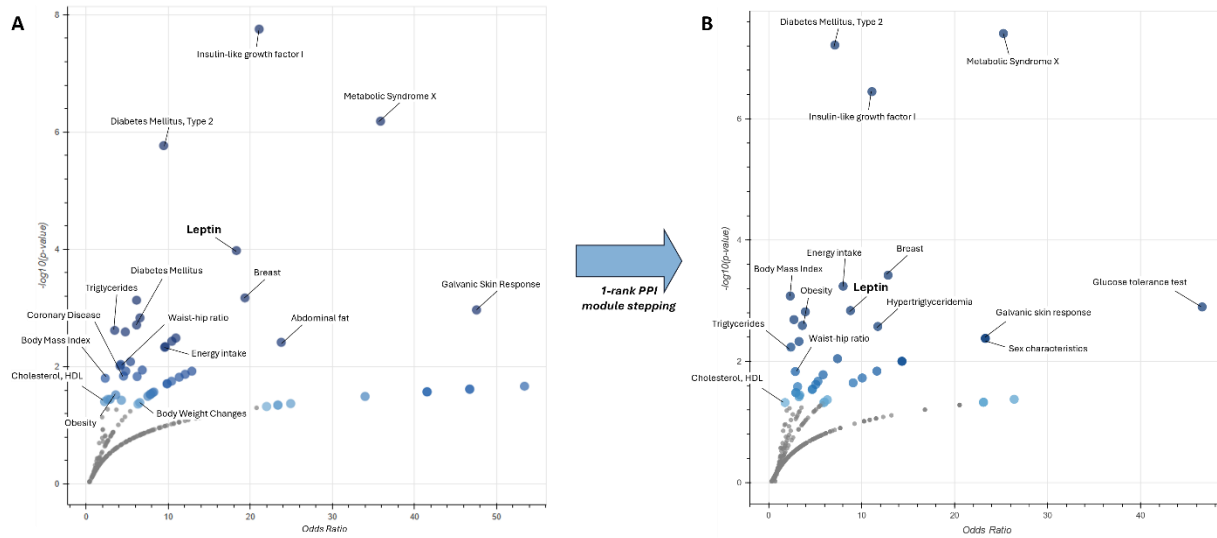 A
-8
6
4
2
0
-log10(p-value)
Insulin-like growth factor I
Metabolic Syndrome X
Diabetes Mellitus, Type 2
Leptin
Diabetes Mellitus
Breast
Triglycerides
Galvanic Skin Response
Coronary Disease
Waist-hip ratio
Abdominal fat
Body Mass Index
Energy intake
Cholesterol, HDL
Body Weight Changes
Obesity
0
10
20
30
40
50
Odds Ratio
1-rank PPI
module stepping
B
6
4
2
0
-log10(p-value)
Diabetes Mellitus, Type 2
Metabolic Syndrome X
Insulin-like growth factor I
Energy intake
Breast
Body Mass Index
Leptin
Glucose tolerance test
Obesity
Hypertriglyceridemia
Galvanic skin response
Triglycerides
Waist-hip ratio
Sex characteristics
Cholesterol, HDL
0
10
20
30
40
Odds Ratio